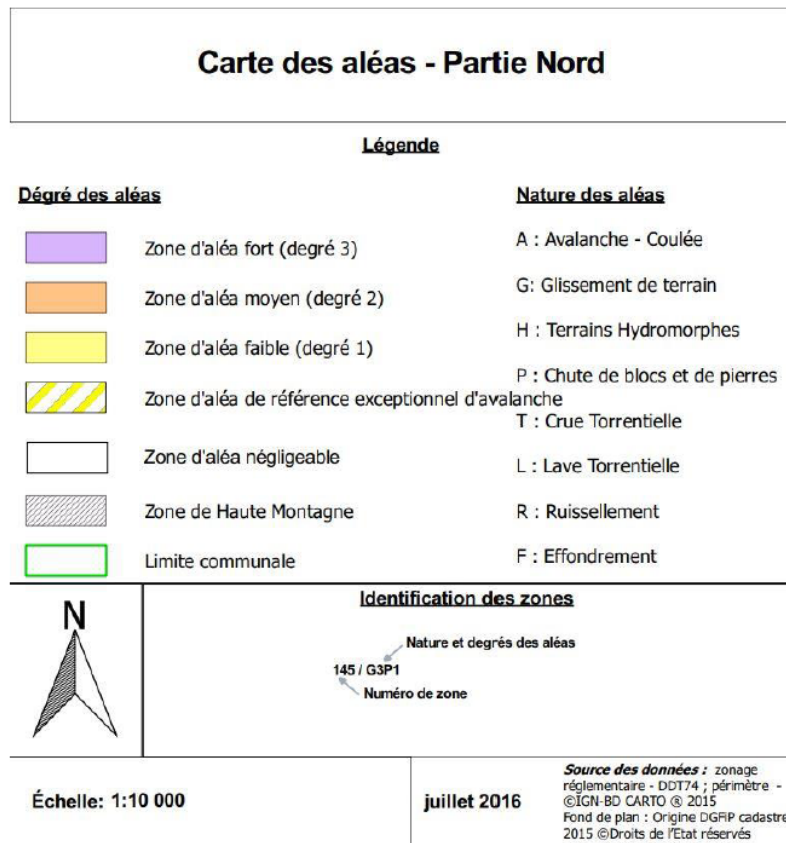 Carte des aléas - Partie Nord
Légende
Dégré des aléas
Zone d'aléa fort (degré 3)
Zone d'aléa moyen (degré 2)
Zone d'aléa faible (degré 1)
Zone d'aléa de référence exceptionnel d'avalanche
Zone d'aléa négligeable
Zone de Haute Montagne
Limite communale
Nature des aléas
A : Avalanche - Coulée
G: Glissement de terrain
H : Terrains Hydromorphes
P : Chute de blocs et de pierres
T : Crue Torrentielle
L : Lave Torrentielle
R : Ruissellement
F : Effondrement
N
Identification des zones
Nature et degrés des aléas
145 / G3P1
Numéro de zone
Échelle: 1:10 000
juillet 2016
Source des données : zonage
réglementaire - DDT74 ; périmètre -
©IGN-BD CARTO ® 2015
Fond de plan : Origine DGFiP cadastre
2015 ©Droits de l'Etat réservés